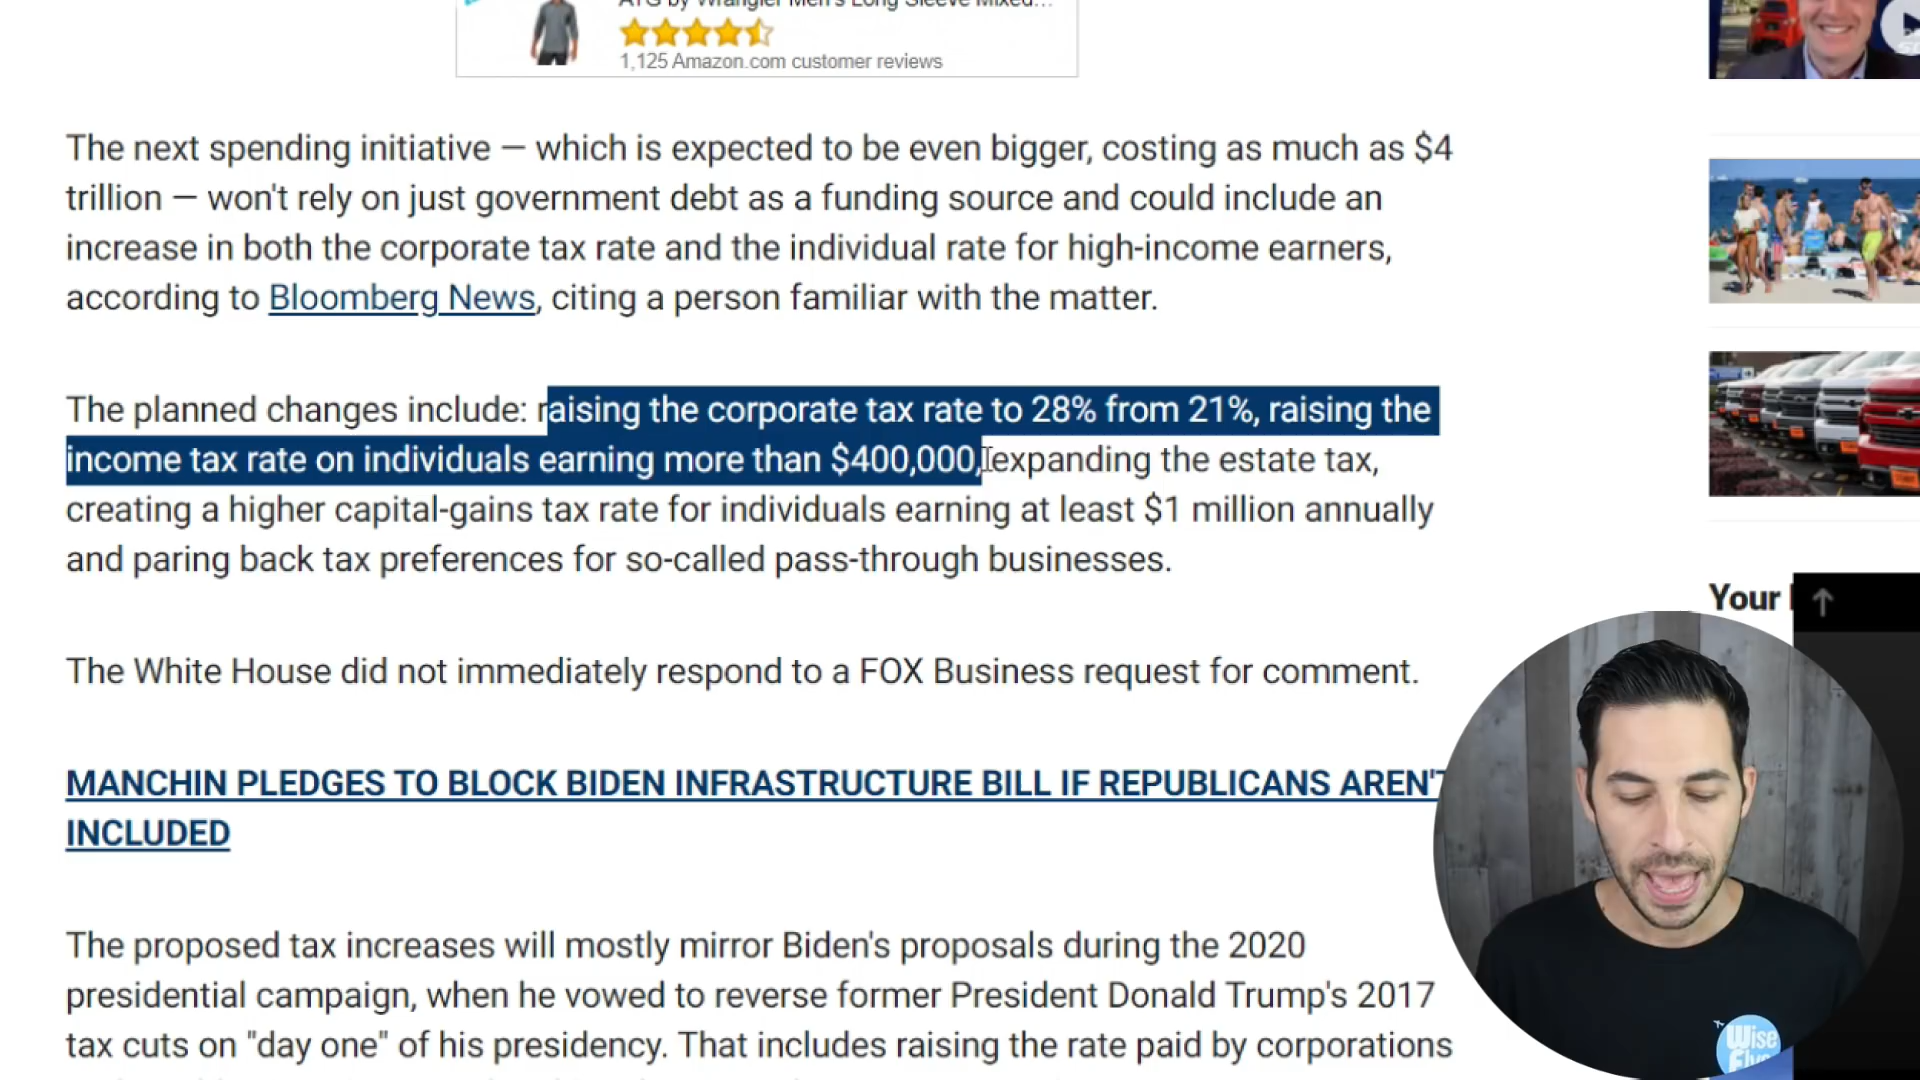 ATG by Wrangler Men's Long Sleeve Mixed...
1,125 Amazon.com customer reviews
The next spending initiative — which is expected to be even bigger, costing as much as $4
trillion — won't rely on just government debt as a funding source and could include an
increase in both the corporate tax rate and the individual rate for high-income earners,
according to Bloomberg News, citing a person familiar with the matter.
The planned changes include: raising the corporate tax rate to 28% from 21%, raising the
income tax rate on individuals earning more than $400,000, expanding the estate tax,
creating a higher capital-gains tax rate for individuals earning at least $1 million annually
and paring back tax preferences for so-called pass-through businesses.
Your
The White House did not immediately respond to a FOX Business request for comment.
MANCHIN PLEDGES TO BLOCK BIDEN INFRASTRUCTURE BILL IF REPUBLICANS AREN'T
INCLUDED
The proposed tax increases will mostly mirror Biden's proposals during the 2020
presidential campaign, when he vowed to reverse former President Donald Trump's 2017
tax cuts on "day one" of his presidency. That includes raising the rate paid by corporations
Wise